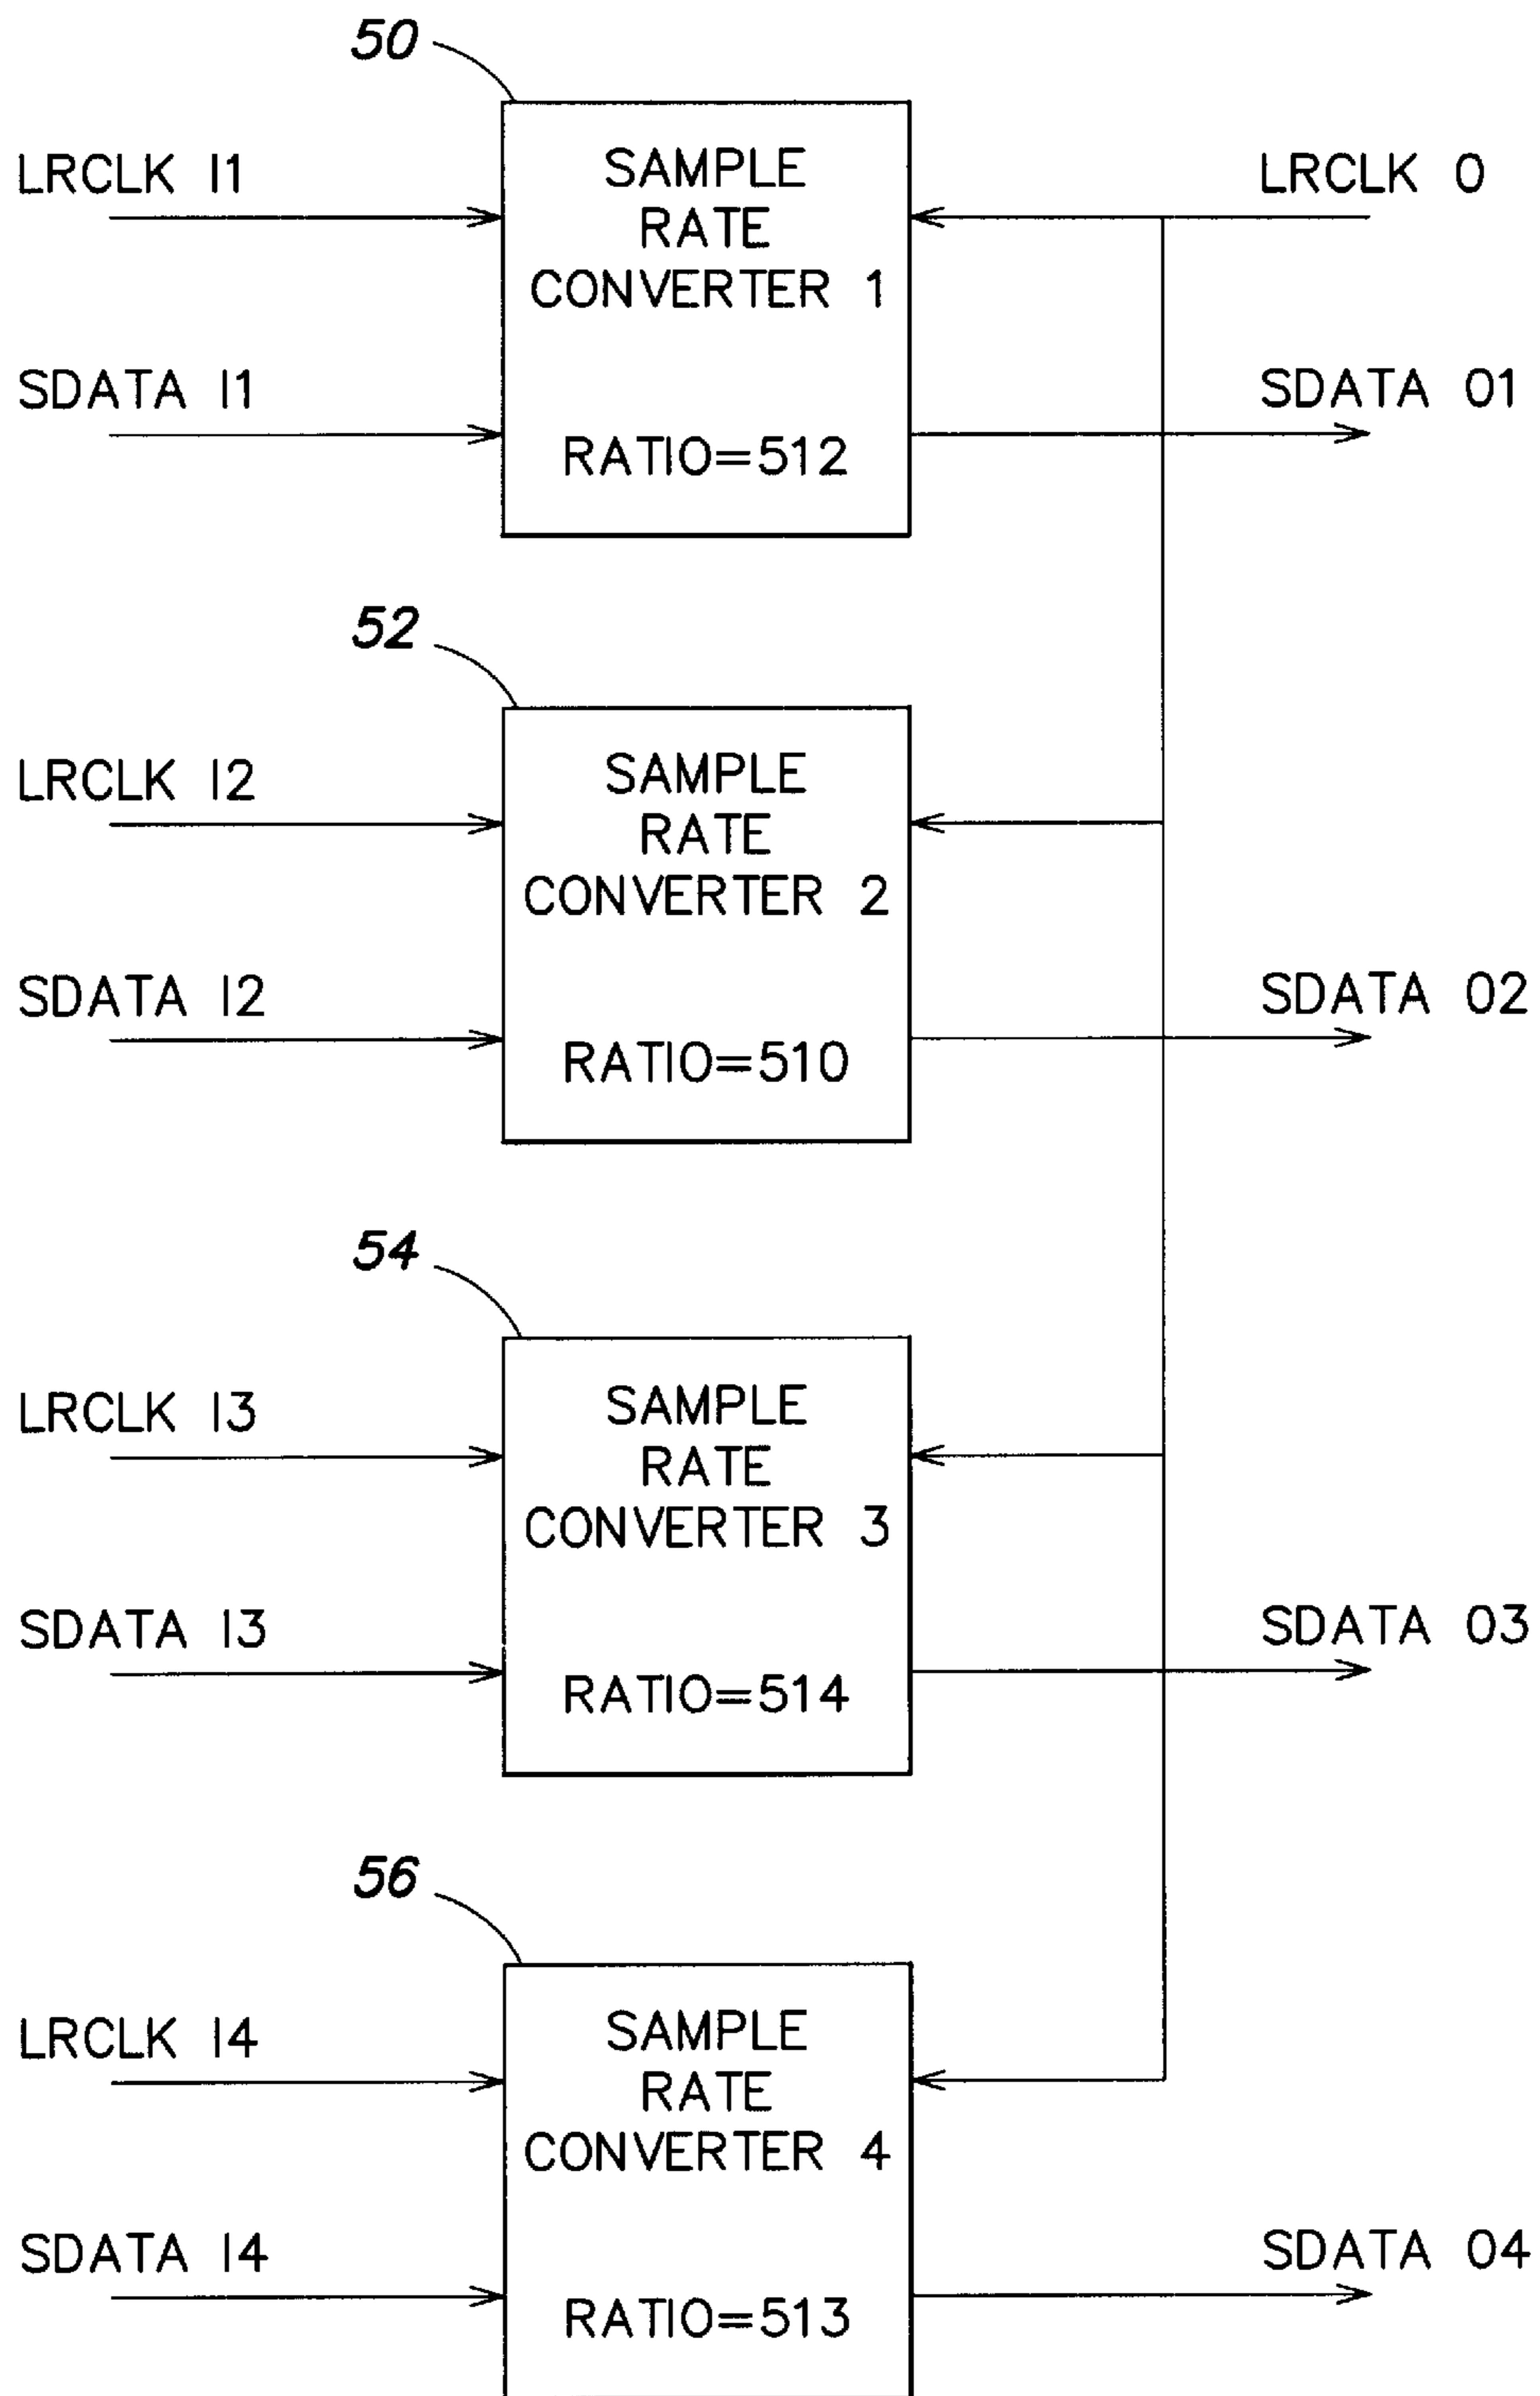 50
LRCLK I1
SAMPLE
RATE
CONVERTER 1
LRCLK 0
SDATA I1
RATIO=512
SDATA 01
52
LRCLK I2
SAMPLE
RATE
CONVERTER 2
SDATA I2
RATIO=510
SDATA 02
54
LRCLK I3
SAMPLE
RATE
CONVERTER 3
SDATA I3
RATIO=514
SDATA 03
56
LRCLK I4
SAMPLE
RATE
CONVERTER 4
SDATA I4
RATIO=513
SDATA 04